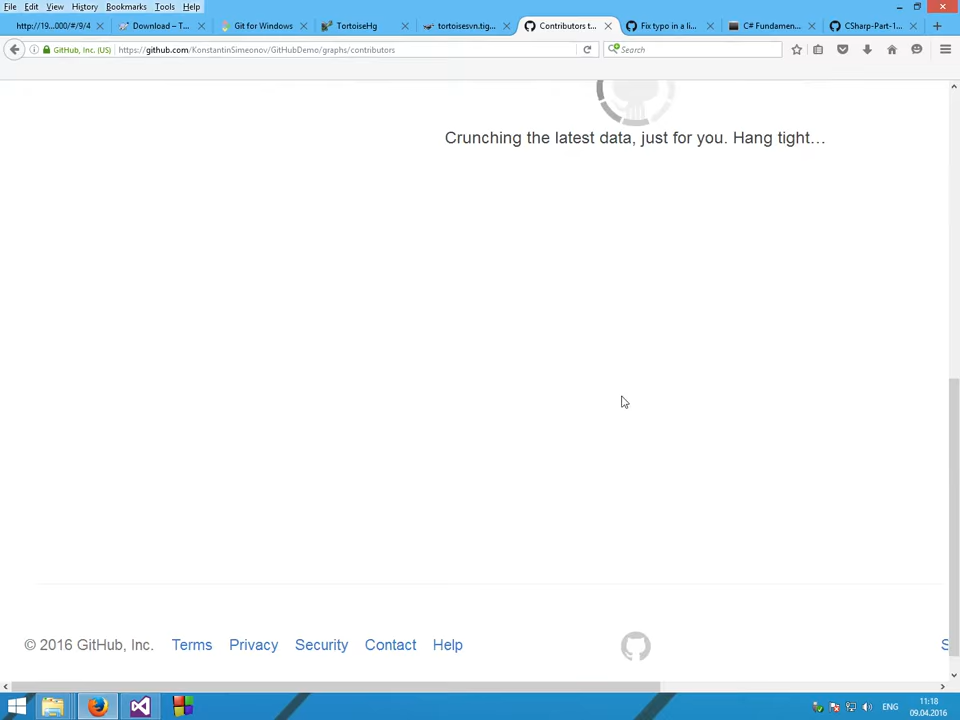 File Edit View History Bookmarks Tools Help
http://19...000/#/9/4 Download – T... Git for Windows TortoiseHg tortoisesvn.tig... Contributors t... Fix typo in a li... C# Fundamen... CSharp-Part-1...
GitHub, Inc. (US) https://github.com/KonstantinSimeonov/GitHubDemo/graphs/contributors Search
Crunching the latest data, just for you. Hang tight…
© 2016 GitHub, Inc. Terms Privacy Security Contact Help S
ENG 11:18
09.04.2016